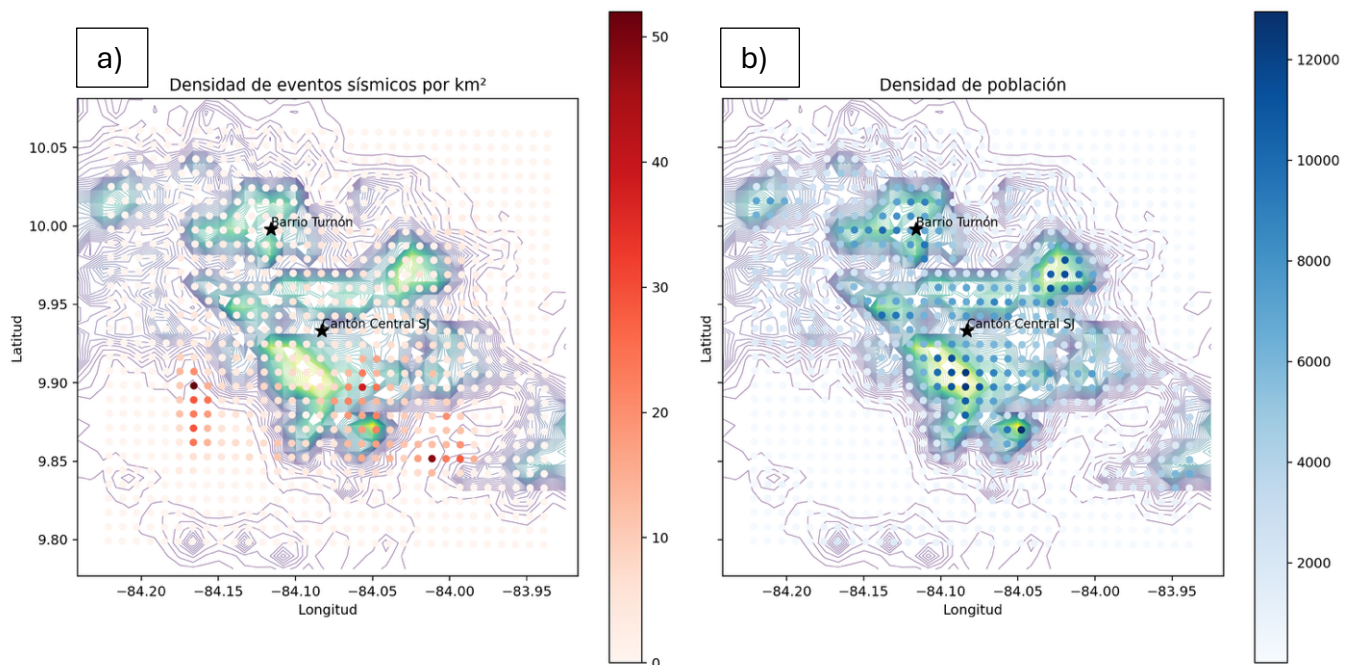 a)
Densidad de eventos sísmicos por km²
10.05
10.00
9.95
9.90
9.85
9.80
Latitud
Barrio Turnón
Cantón Central SJ
−84.20
−84.15
−84.10
−84.05
−84.00
−83.95
Longitud
50
40
30
20
10
0
b)
Densidad de población
Latitud
Barrio Turnón
Cantón Central SJ
−84.20
−84.15
−84.10
−84.05
−84.00
−83.95
Longitud
12000
10000
8000
6000
4000
2000